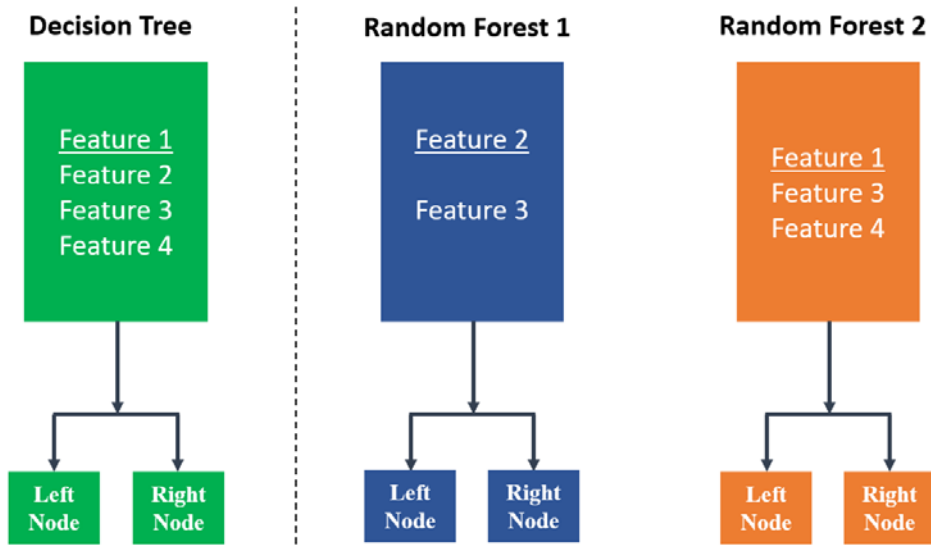 Decision Tree
Feature 1
Feature 2
Feature 3
Feature 4
Left
Node
Right
Node
Random Forest 1
Feature 2
Feature 3
Left
Node
Right
Node
Random Forest 2
Feature 1
Feature 3
Feature 4
Left
Node
Right
Node